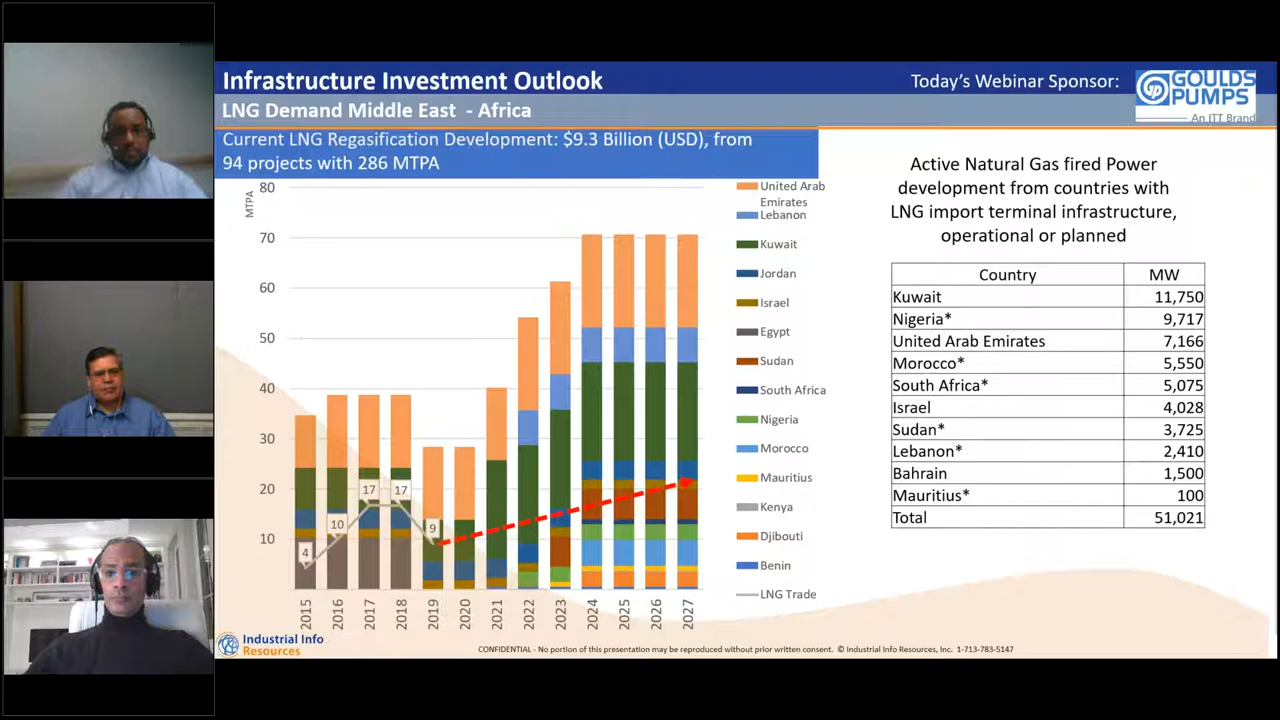 Infrastructure Investment Outlook
Today's Webinar Sponsor:
GOULDS
PUMPS
An ITT Brand
LNG Demand Middle East - Africa
Current LNG Regasification Development: $9.3 Billion (USD), from
94 projects with 286 MTPA
MTPA
80
70
60
50
40
30
20
10
4
10
17
17
9
2015
2016
2017
2018
2019
2020
2021
2022
2023
2024
2025
2026
2027
United Arab
Emirates
Lebanon
Kuwait
Jordan
Israel
Egypt
Sudan
South Africa
Nigeria
Morocco
Mauritius
Kenya
Djibouti
Benin
LNG Trade
Active Natural Gas fired Power
development from countries with
LNG import terminal infrastructure,
operational or planned
Country MW
Kuwait 11,750
Nigeria* 9,717
United Arab Emirates 7,166
Morocco* 5,550
South Africa* 5,075
Israel 4,028
Sudan* 3,725
Lebanon* 2,410
Bahrain 1,500
Mauritius* 100
Total 51,021
Industrial Info
Resources
CONFIDENTIAL - No portion of this presentation may be reproduced without prior written consent. © Industrial Info Resources, Inc. 1-713-783-5147